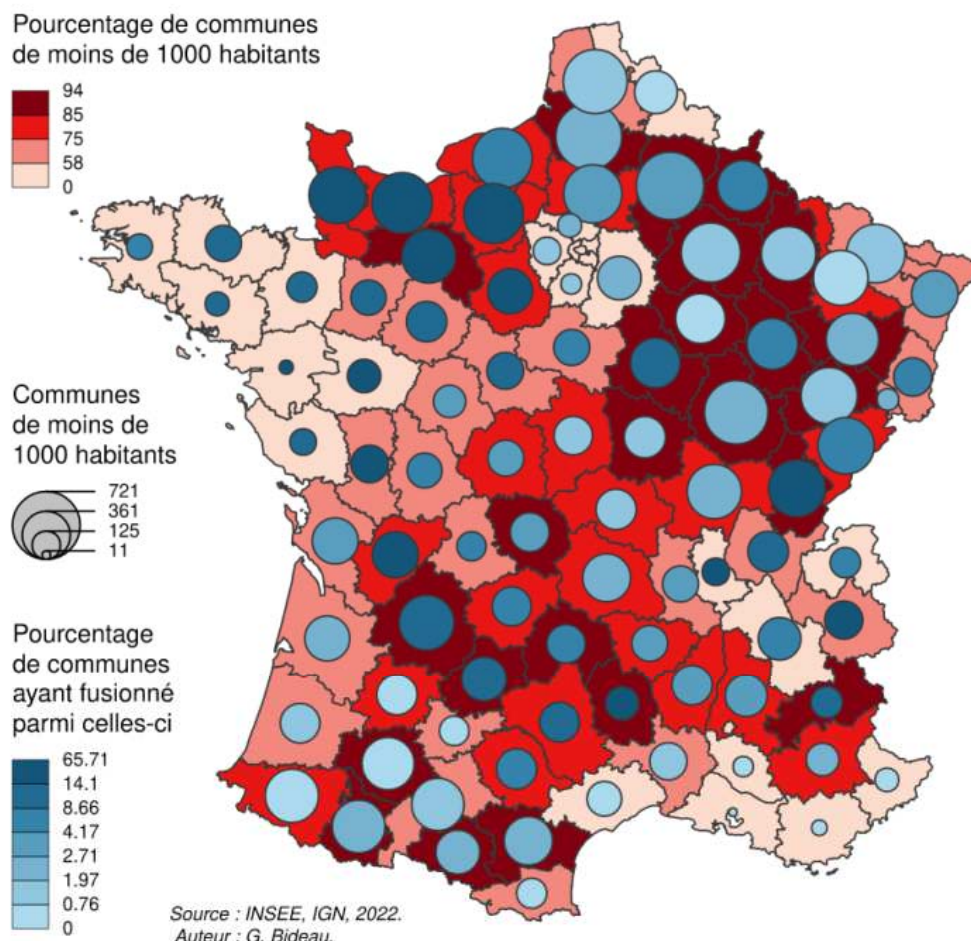 Pourcentage de communes
de moins de 1000 habitants
94
85
75
58
0
Communes
de moins de
1000 habitants
721
361
125
11
Pourcentage
de communes
ayant fusionné
parmi celles-ci
65.71
14.1
8.66
4.17
2.71
1.97
0.76
0
Source : INSEE, IGN, 2022.
Auteur : G. Bideau.